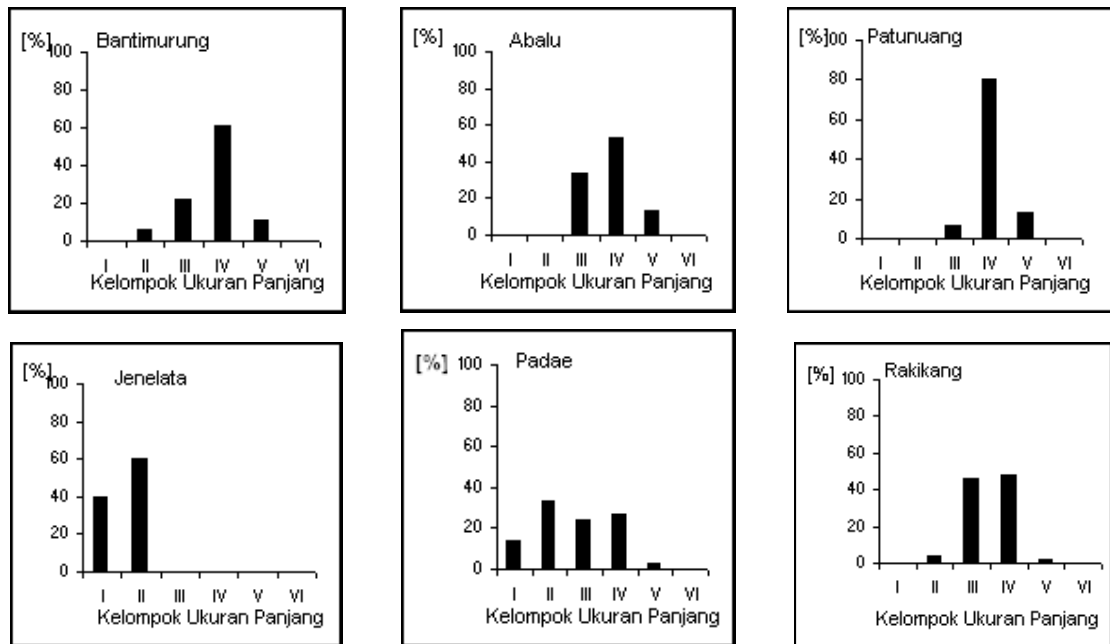 [%] Bantimurung
100
80
60
40
20
0
I II III IV V VI
Kelompok Ukuran Panjang
[%] Abalu
100
80
60
40
20
0
I II III IV V VI
Kelompok Ukuran Panjang
[%] Patunuang
100
80
60
40
20
0
I II III IV V VI
Kelompok Ukuran Panjang
[%] Jenelata
100
80
60
40
20
0
I II III IV V VI
Kelompok Ukuran Panjang
[%] 100 Padae
80
60
40
20
0
I II III IV V VI
Kelompok Ukuran Panjang
[%] 100 Rakikang
80
60
40
20
0
I II III IV V VI
Kelompok Ukuran Panjang